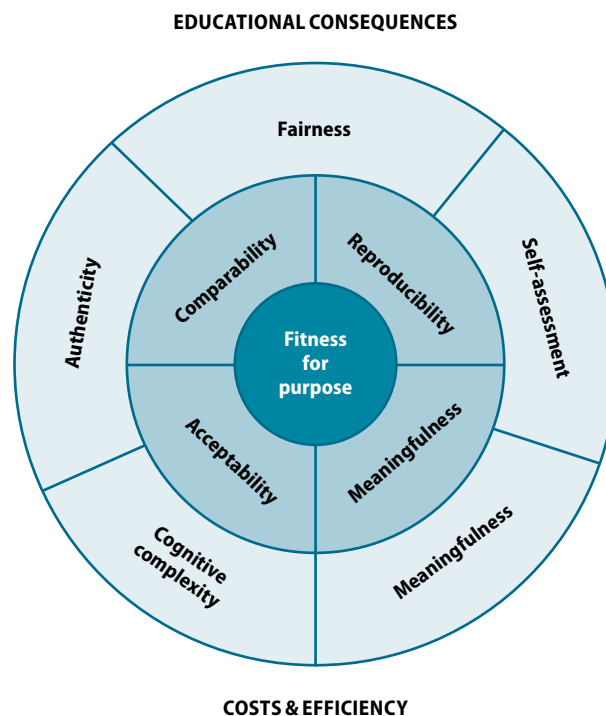 EDUCATIONAL CONSEQUENCES
Fairness
Comparability
Reproducibility
Authenticity
Self-assessment
Fitness
for
purpose
Acceptability
Meaningfulness
Cognitive
complexity
Meaningfulness
COSTS & EFFICIENCY